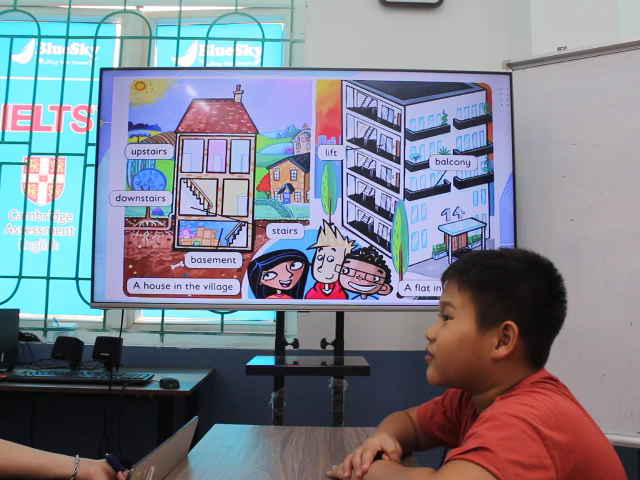 BlueSky
BlueSky
IELTS
Cambridge
Assessment
English
upstairs
downstairs
basement
stairs
A house in the village
lift
balcony
14
A flat in